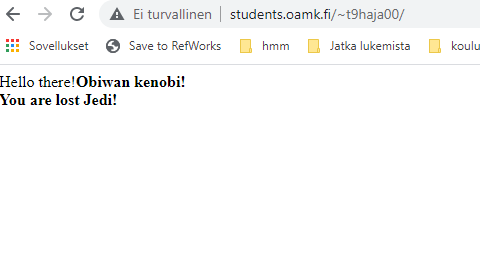 Ei turvallinen students.oamk.fi/~t9haja00/
Sovellukset Save to RefWorks hmm Jatka lukemista koulu
Hello there!Obiwan kenobi!
You are lost Jedi!